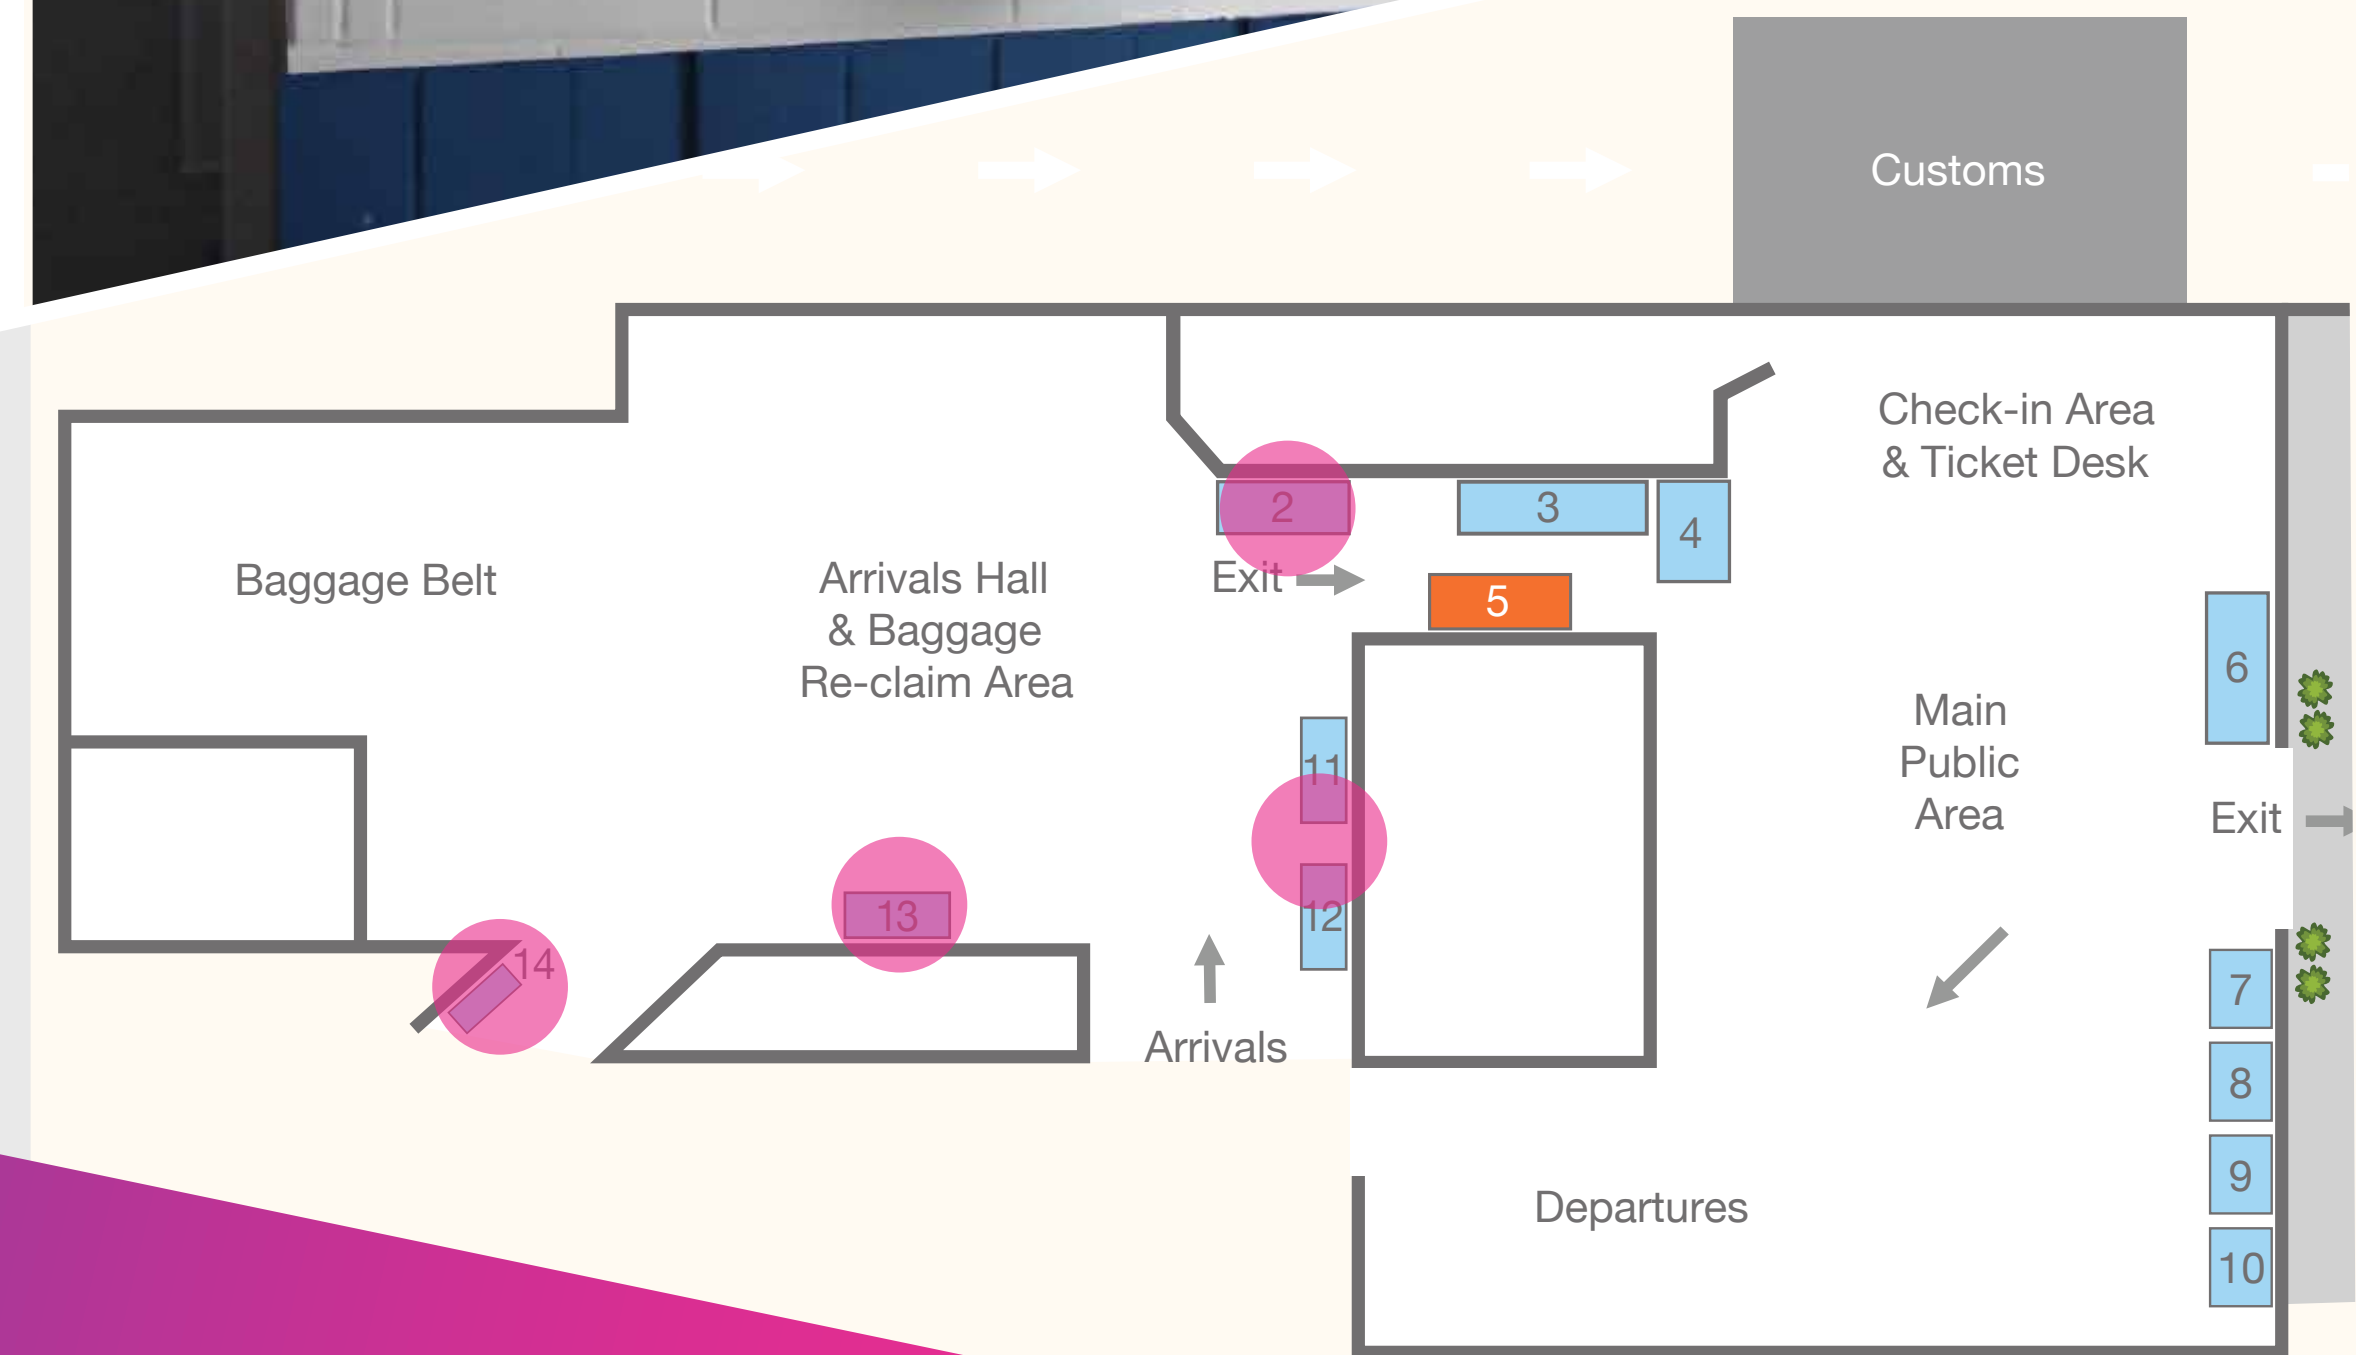 Customs
Check-in Area
& Ticket Desk
2
3
4
Baggage Belt
Arrivals Hall
& Baggage
Re-claim Area
Exit
5
6
Main
Public
Area
11
Exit
13
12
14
7
Arrivals
8
9
Departures
10